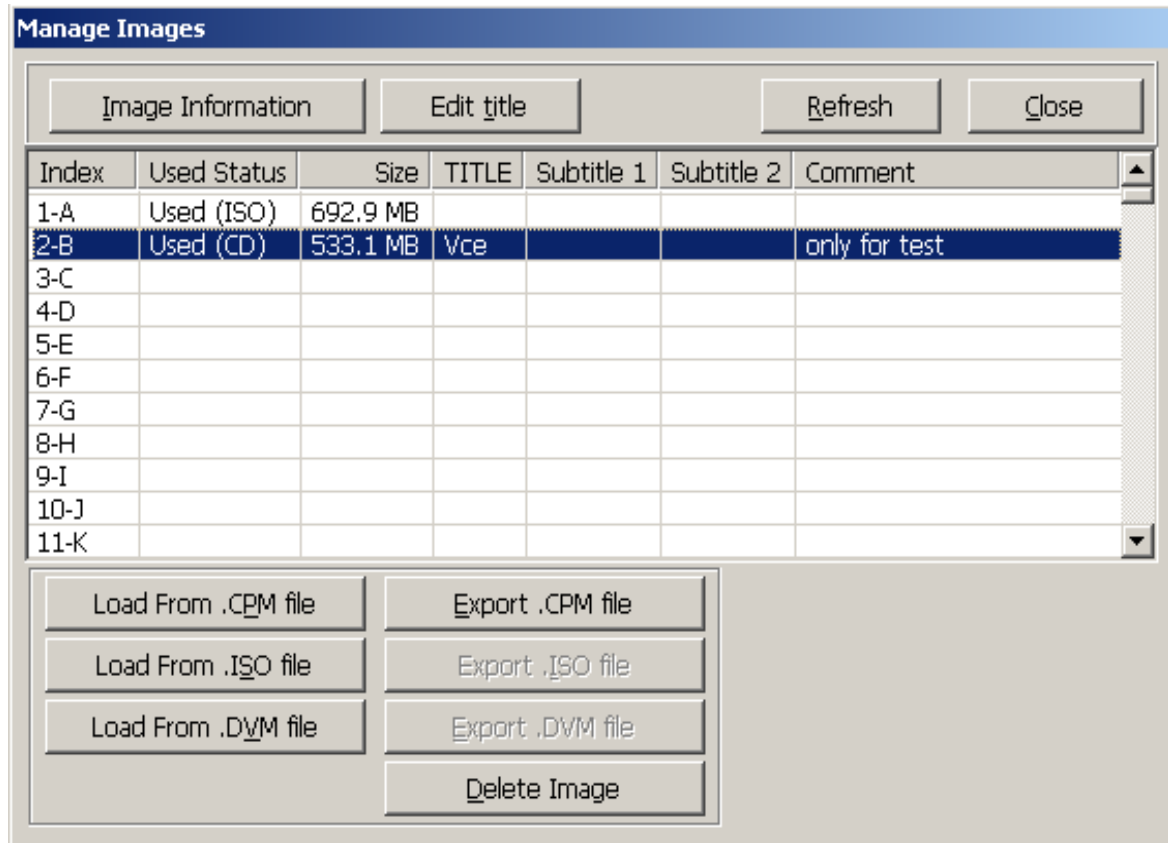 Manage Images
Image Information Edit title Refresh Close
Index Used Status Size TITLE Subtitle 1 Subtitle 2 Comment
1-A Used (ISO) 692.9 MB
2-B Used (CD) 533.1 MB Vce only for test
3-C
4-D
5-E
6-F
7-G
8-H
9-I
10-J
11-K
Load From .CPM file Export .CPM file
Load From .ISO file Export .ISO file
Load From .DVM file Export .DVM file
Delete Image